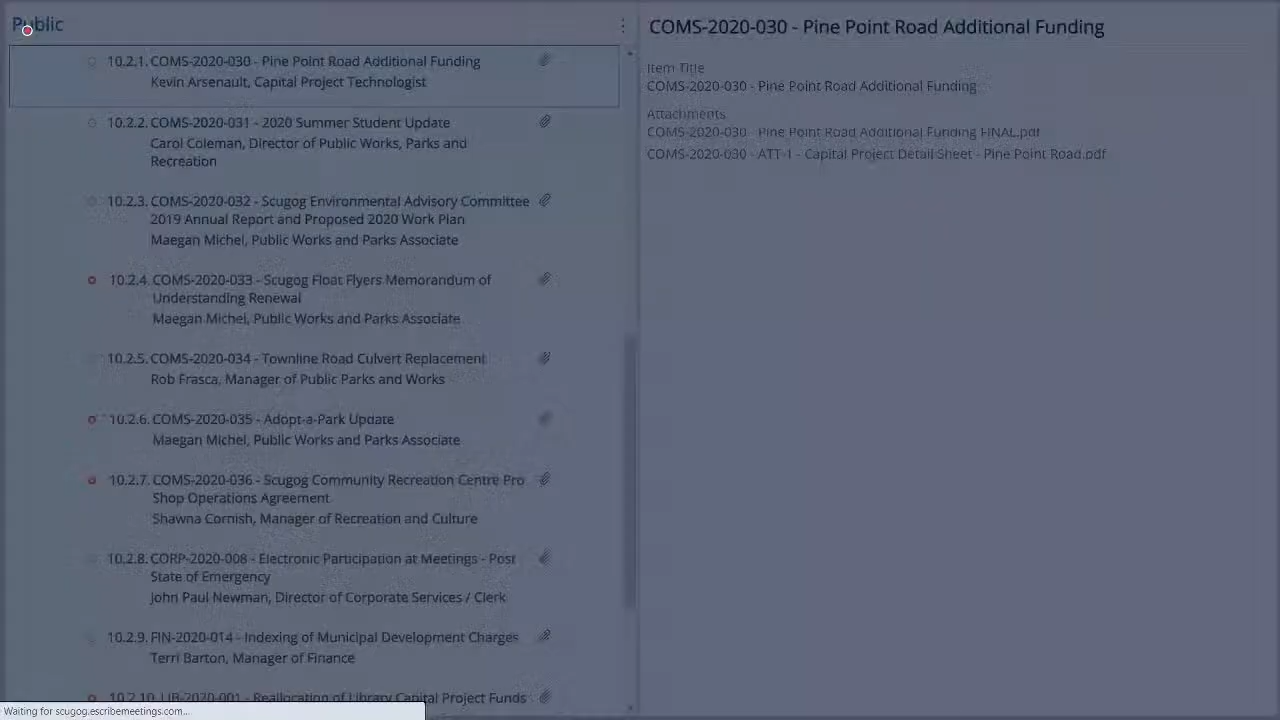 Public
10.2.1. COMS-2020-030 - Pine Point Road Additional Funding
Kevin Arsenault, Capital Project Technologist
10.2.2. COMS-2020-031 - 2020 Summer Student Update
Carol Coleman, Director of Public Works, Parks and
Recreation
10.2.3. COMS-2020-032 - Scugog Environmental Advisory Committee
2019 Annual Report and Proposed 2020 Work Plan
Maegan Michel, Public Works and Parks Associate
10.2.4. COMS-2020-033 - Scugog Float Flyers Memorandum of
Understanding Renewal
Maegan Michel, Public Works and Parks Associate
10.2.5. COMS-2020-034 - Townline Road Culvert Replacement
Rob Frasca, Manager of Public Parks and Works
10.2.6. COMS-2020-035 - Adopt-a-Park Update
Maegan Michel, Public Works and Parks Associate
10.2.7. COMS-2020-036 - Scugog Community Recreation Centre Pro
Shop Operations Agreement
Shawna Cornish, Manager of Recreation and Culture
10.2.8. CORP-2020-008 - Electronic Participation at Meetings - Post
State of Emergency
John Paul Newman, Director of Corporate Services / Clerk
10.2.9. FIN-2020-014 - Indexing of Municipal Development Charges
Terri Barton, Manager of Finance
10.2.10. LIB-2020-001 - Reallocation of Library Capital Project Funds
Waiting for scugog.escribemeetings.com...
COMS-2020-030 - Pine Point Road Additional Funding
Item Title
COMS-2020-030 - Pine Point Road Additional Funding
Attachments
COMS-2020-030 - Pine Point Road Additional Funding FINAL.pdf
COMS-2020-030 - ATT-1 - Capital Project Detail Sheet - Pine Point Road.pdf